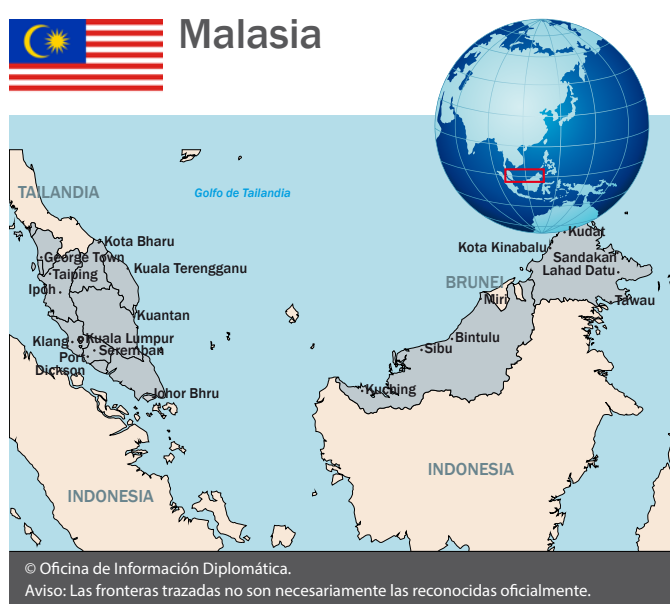 Malasia
TAILANDIA
Golfo de Tailandia
Kota Bharu
George Town
Taiping
Kuala Terengganu
Ipoh
Kuantan
Klang
Kuala Lumpur
Seremban
Port
Dickson
Johor Bhru
Kudat
Kota Kinabalu
Sandakan
Lahad Datu
BRUNEI
Miri
Tawau
Bintulu
Sibu
Kuching
INDONESIA
INDONESIA
© Oficina de Información Diplomática.
Aviso: Las fronteras trazadas no son necesariamente las reconocidas oficialmente.